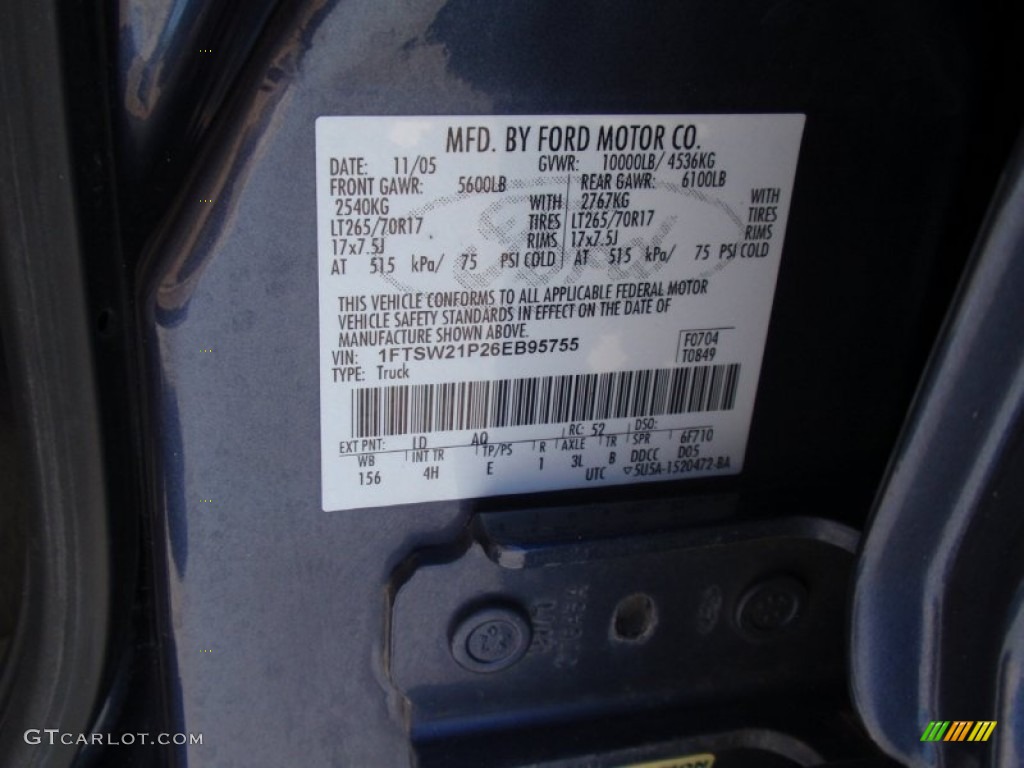 MFD. BY FORD MOTOR CO.
DATE: 11/05 GVWR: 10000LB/ 4536KG
FRONT GAWR: 5600LB REAR GAWR: 6100LB
2540KG WITH 2767KG WITH
LT265/70R17 TIRES LT265/70R17 TIRES
17x7.5J RIMS 17x7.5J RIMS
AT 515 kPa/ 75 PSI COLD AT 515 kPa/ 75 PSI COLD
THIS VEHICLE CONFORMS TO ALL APPLICABLE FEDERAL MOTOR
VEHICLE SAFETY STANDARDS IN EFFECT ON THE DATE OF
MANUFACTURE SHOWN ABOVE.
VIN: 1FTSW21P26EB95755 F0704
TYPE: Truck T0849
EXT PNT: LD AQ RC: 52 DSO:
WB INT TR TP/PS R AXLE TR SPR 6F710
156 4H E 1 3L B DDCC D05
UTC 5U5A-1520472-BA
GTCARLOT.COM